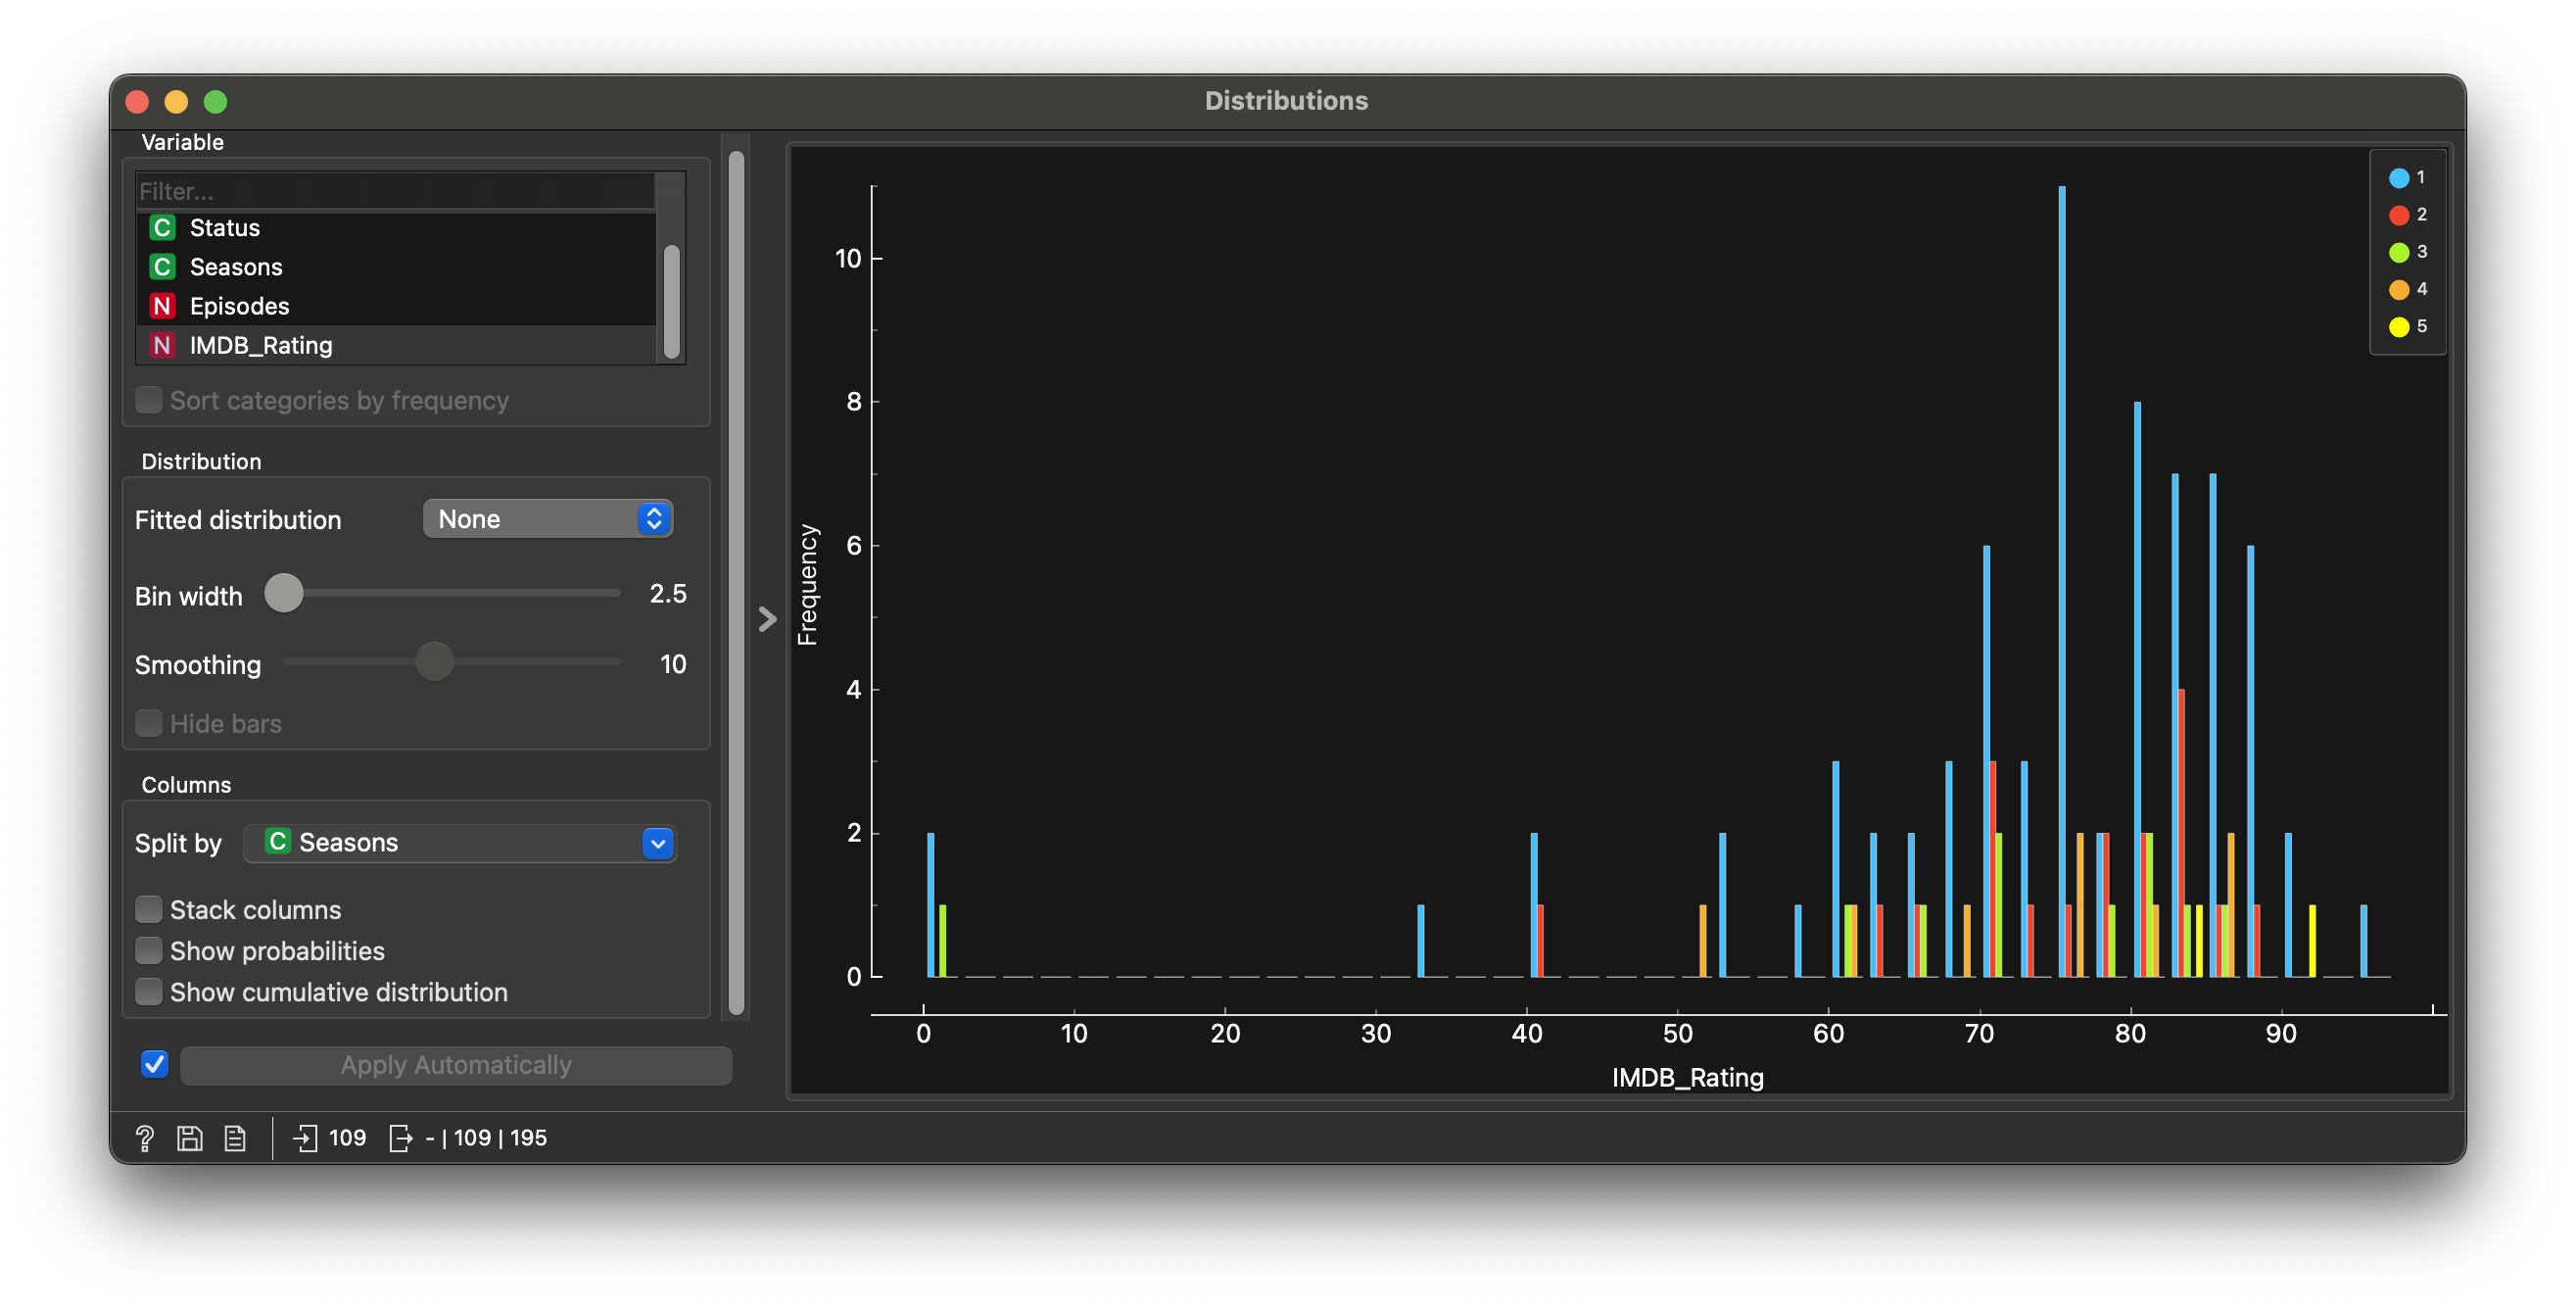 Distributions
Variable
Filter...
C Status
C Seasons
N Episodes
N IMDB_Rating
Sort categories by frequency
Distribution
Fitted distribution None
Bin width 2.5
Smoothing 10
Hide bars
Columns
Split by C Seasons
Stack columns
Show probabilities
Show cumulative distribution
Apply Automatically
? 109 - | 109 | 195
1
2
3
4
5
Frequency
10
8
6
4
2
0
0 10 20 30 40 50 60 70 80 90
IMDB_Rating